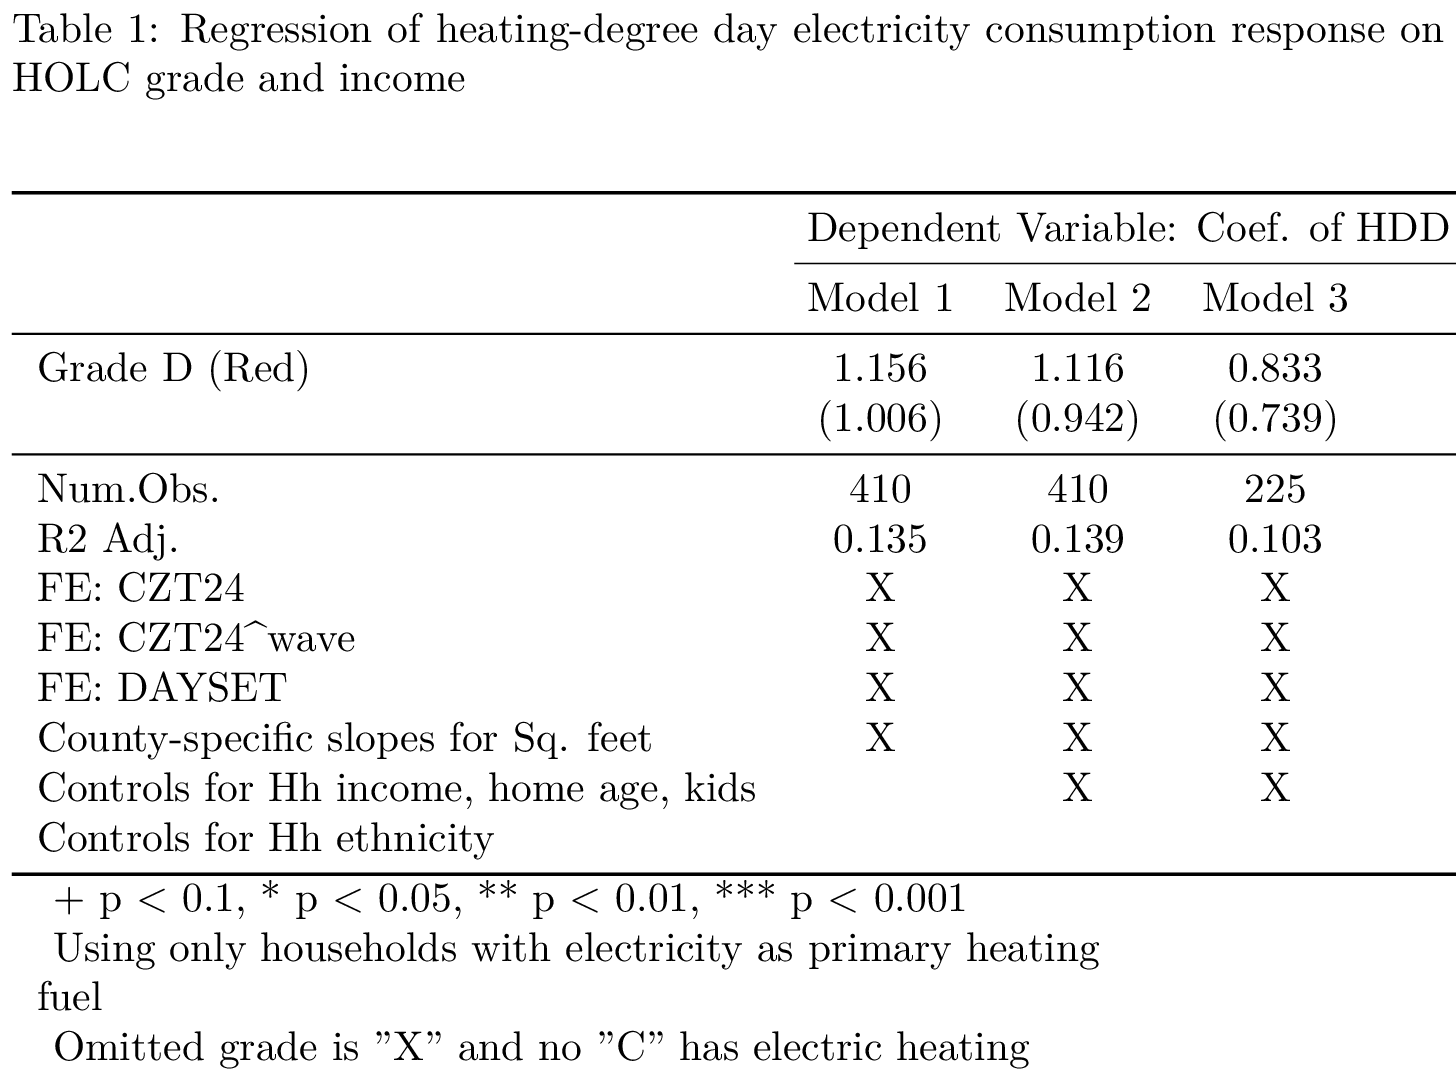 Table 1: Regression of heating-degree day electricity consumption response on
HOLC grade and income
Dependent Variable: Coef. of HDD
Model 1 Model 2 Model 3
Grade D (Red) 1.156 1.116 0.833
(1.006) (0.942) (0.739)
Num.Obs. 410 410 225
R2 Adj. 0.135 0.139 0.103
FE: CZT24 X X X
FE: CZT24^wave X X X
FE: DAYSET X X X
County-specific slopes for Sq. feet X X X
Controls for Hh income, home age, kids X X
Controls for Hh ethnicity
+ p < 0.1, * p < 0.05, ** p < 0.01, *** p < 0.001
Using only households with electricity as primary heating
fuel
Omitted grade is ”X” and no ”C” has electric heating